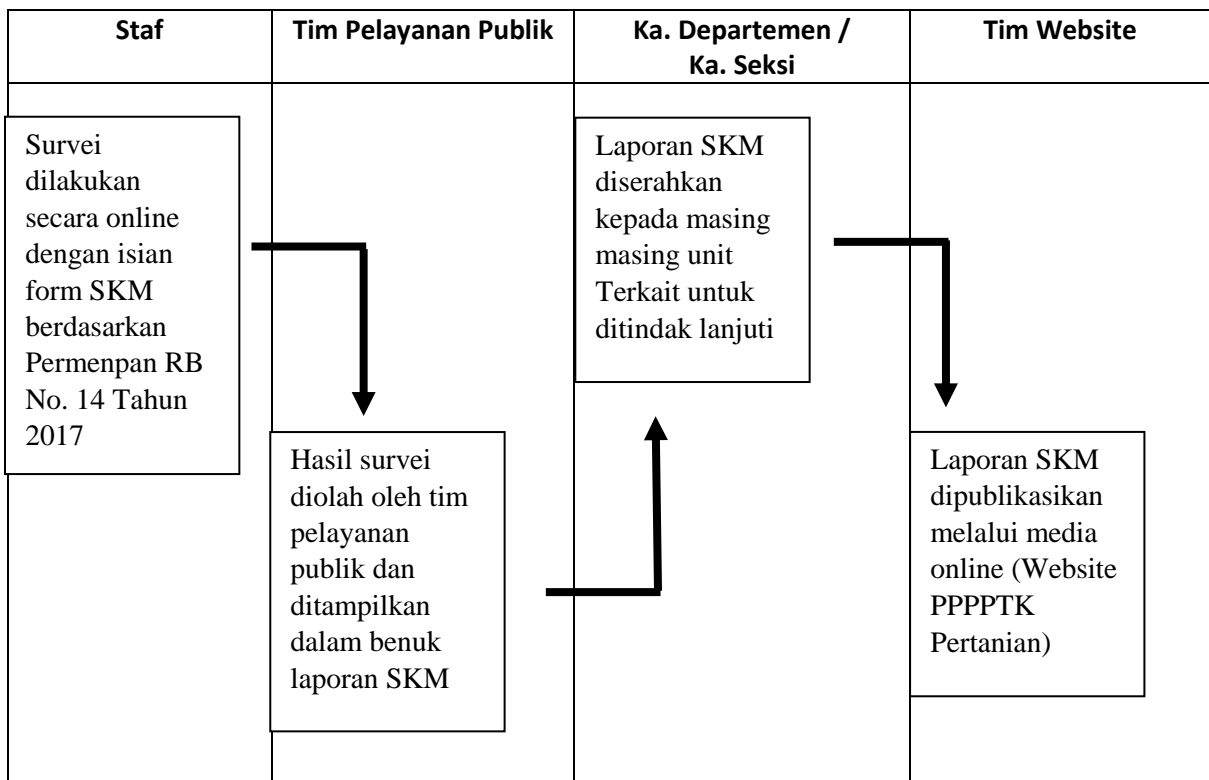 Staf
Tim Pelayanan Publik
Ka. Departemen /
Ka. Seksi
Tim Website
Survei
dilakukan
secara online
dengan isian
form SKM
berdasarkan
Permenpan RB
No. 14 Tahun
2017
Hasil survei
diolah oleh tim
pelayanan
publik dan
ditampilkan
dalam benuk
laporan SKM
Laporan SKM
diserahkan
kepada masing
masing unit
Terkait untuk
ditindak lanjuti
Laporan SKM
dipublikasikan
melalui media
online (Website
PPPPTK
Pertanian)